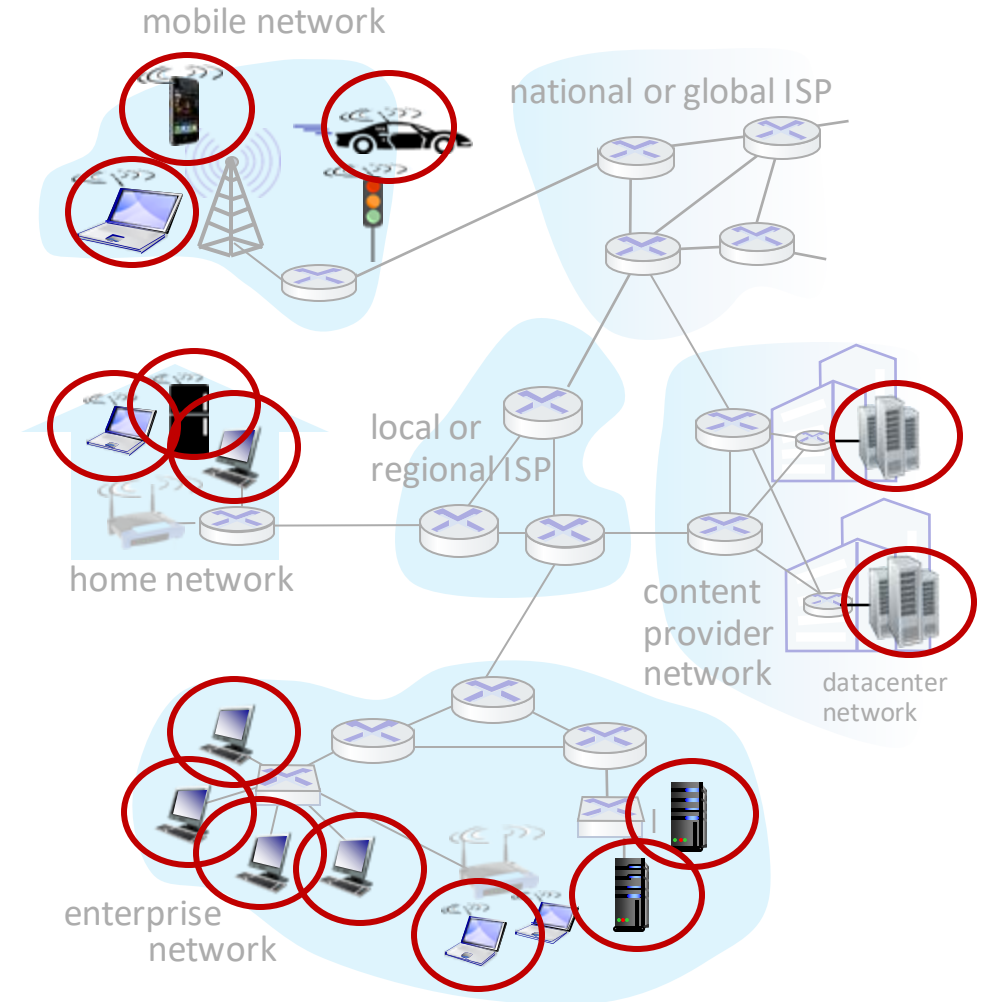 mobile network
national or global ISP
local or
regional ISP
home network
content
provider
network
datacenter
network
enterprise
network